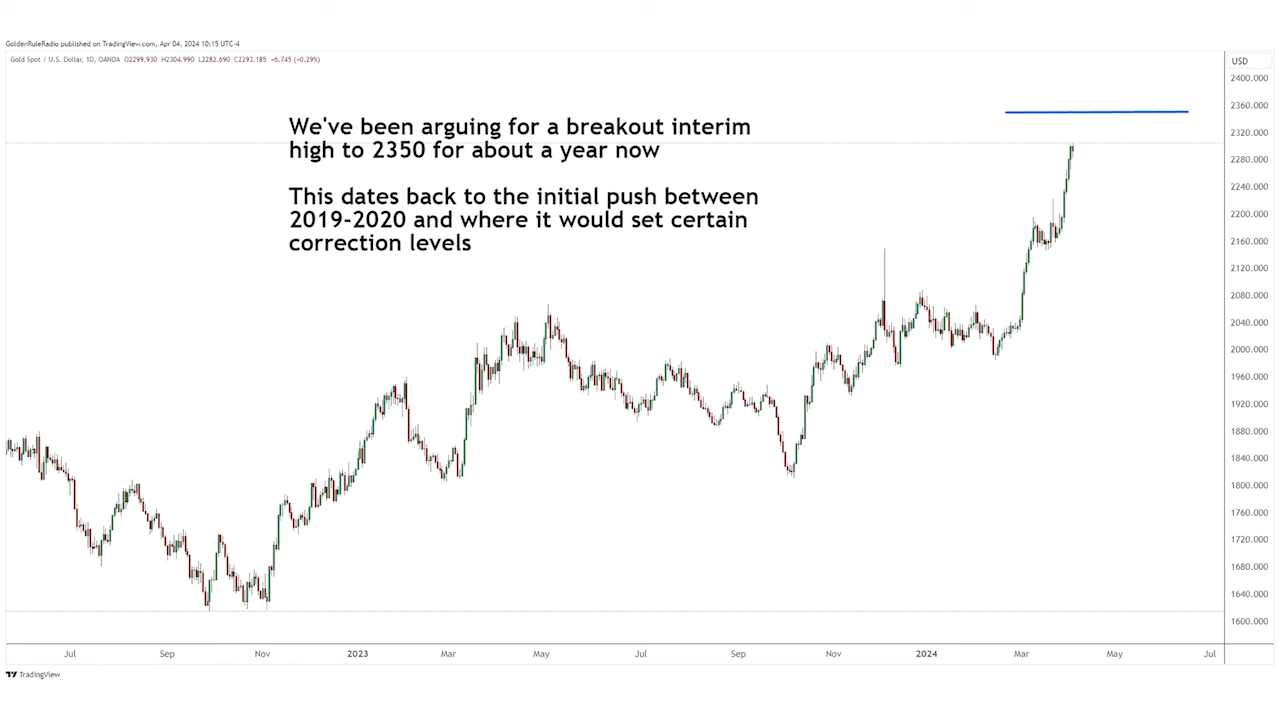 GoldenRuleRadio published on TradingView.com, Apr 04, 2024 10:15 UTC-4
Gold Spot / U.S. Dollar, 1D, OANDA O2299.930 H2304.990 L2282.690 C2293.185 −6.745 (−0.29%)
USD
We've been arguing for a breakout interim
high to 2350 for about a year now
This dates back to the initial push between
2019-2020 and where it would set certain
correction levels
2400.000
2360.000
2320.000
2280.000
2240.000
2200.000
2160.000
2120.000
2080.000
2040.000
2000.000
1960.000
1920.000
1880.000
1840.000
1800.000
1760.000
1720.000
1680.000
1640.000
1600.000
Jul Sep Nov 2023 Mar May Jul Sep Nov 2024 Mar May Jul
TradingView